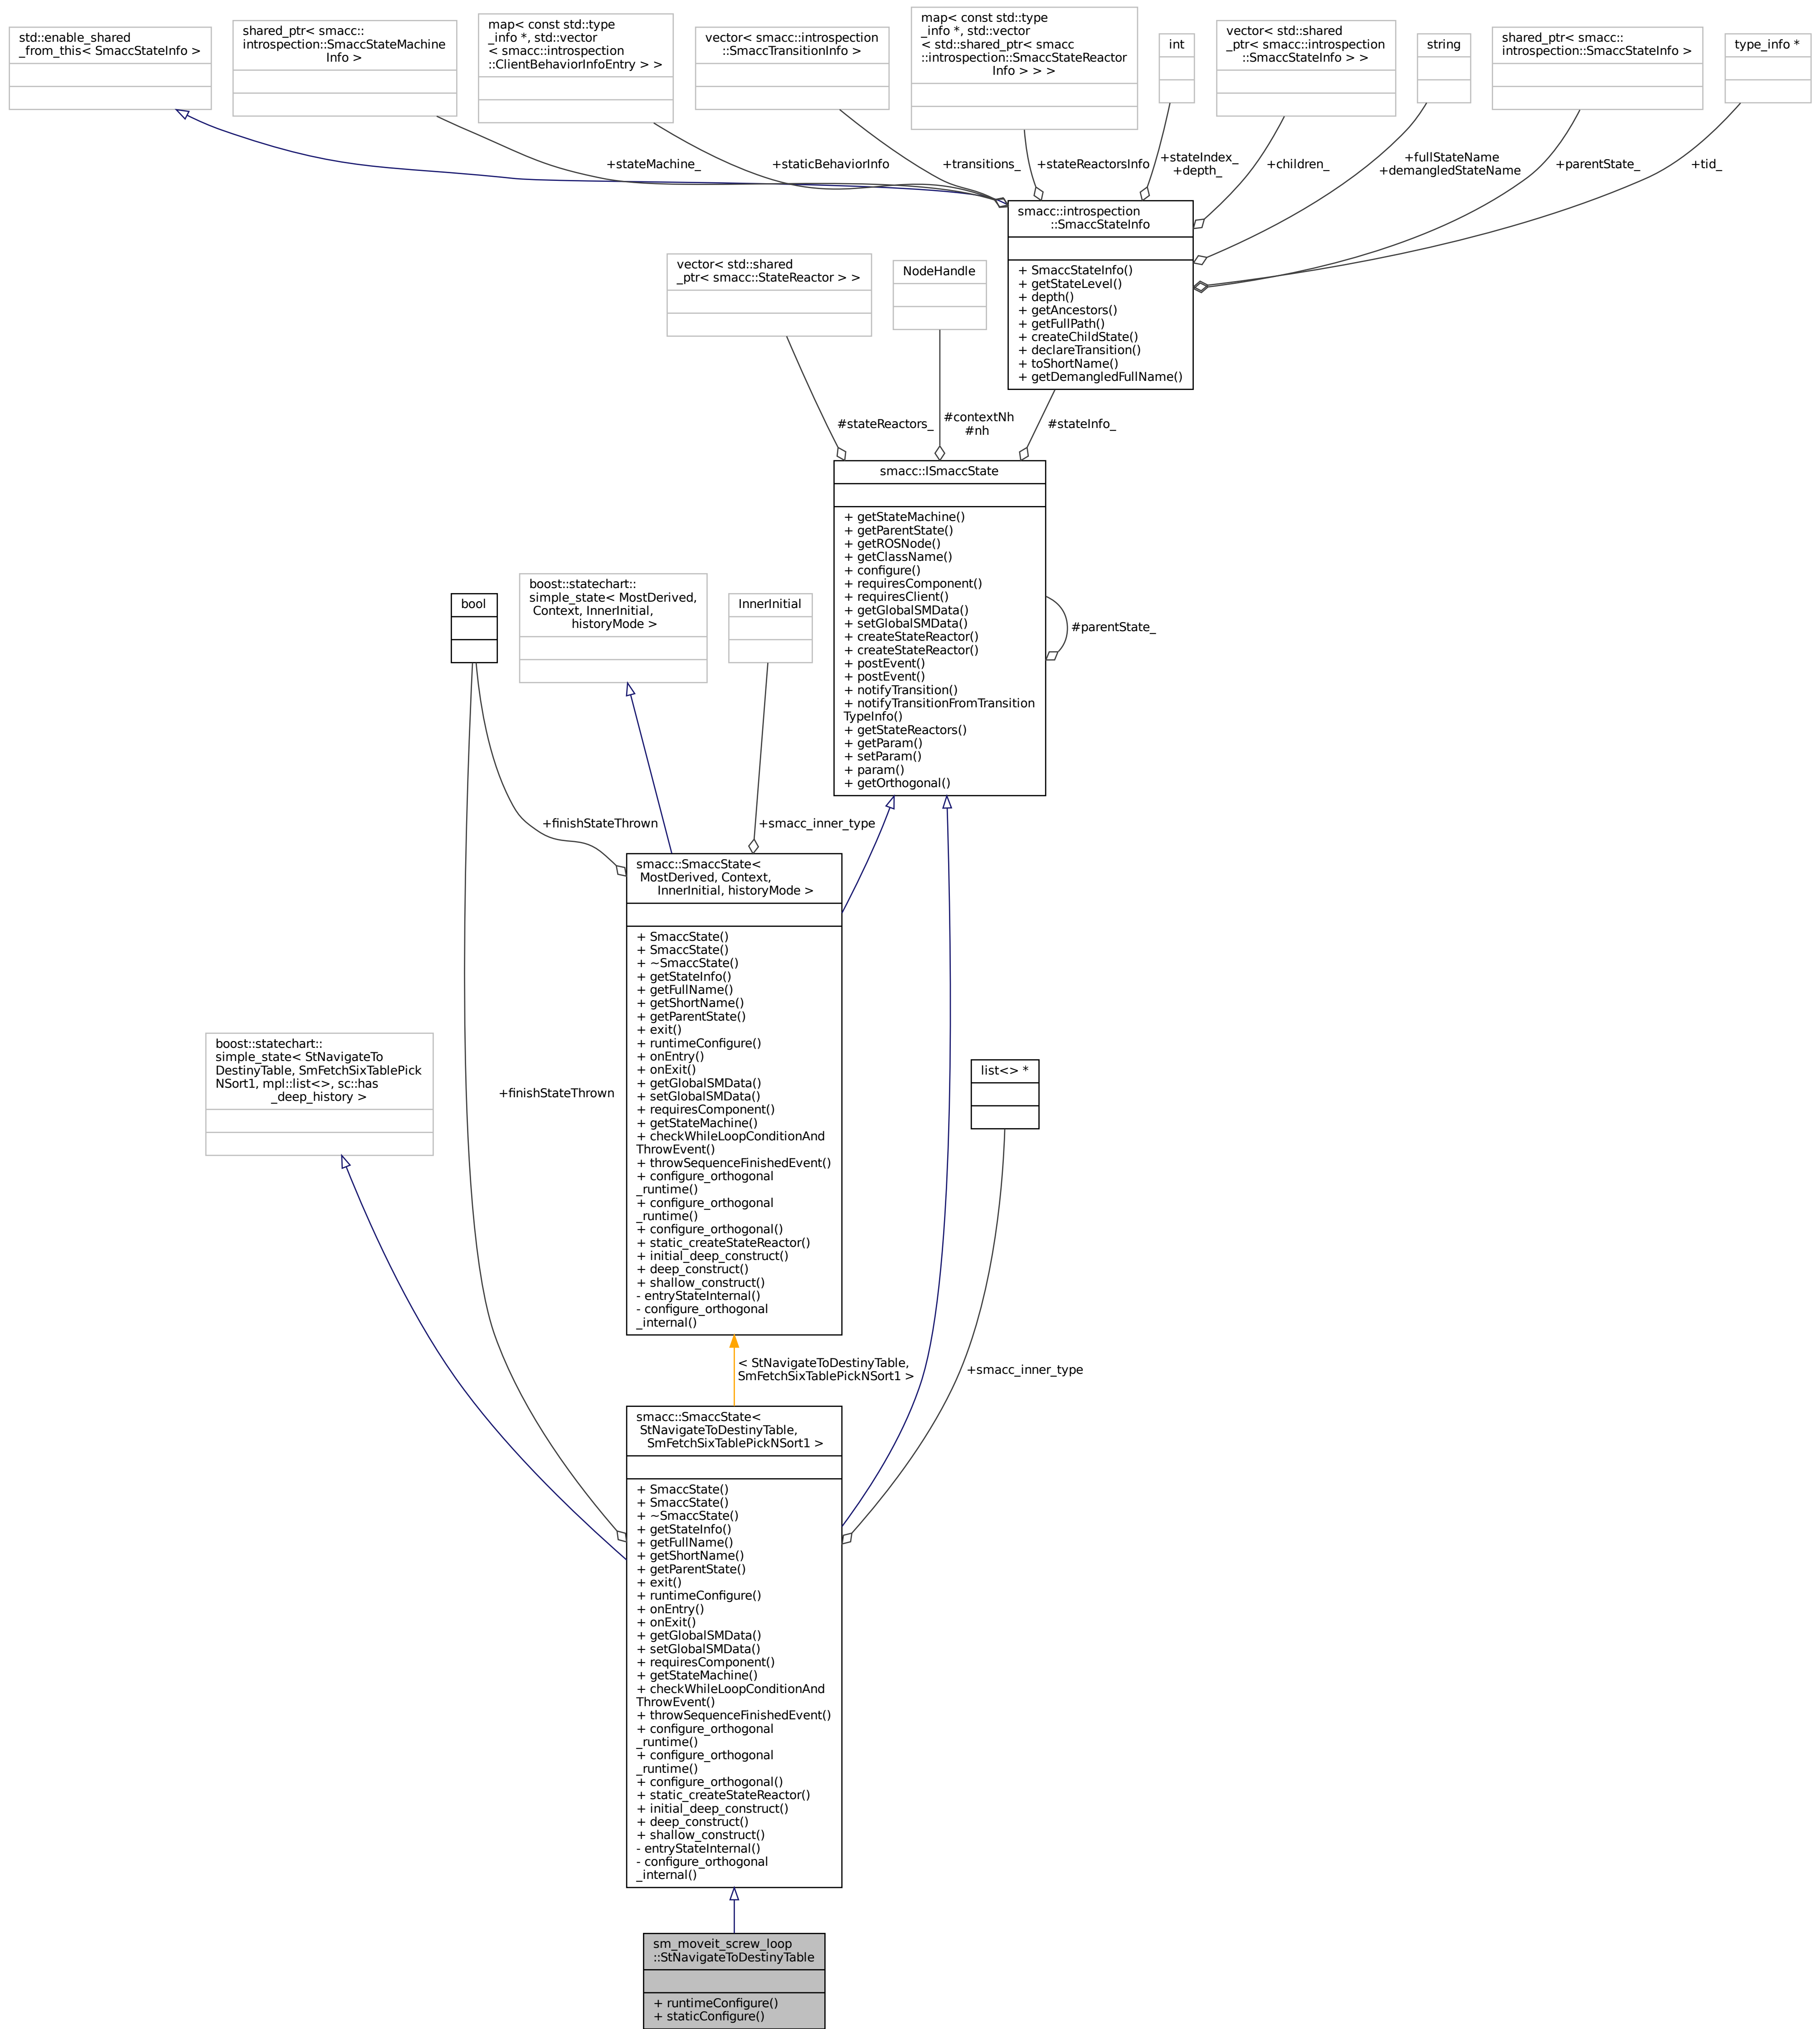 std::enable_shared
_from_this< SmaccStateInfo >
shared_ptr< smacc::
introspection::SmaccStateMachine
Info >
map< const std::type
_info *, std::vector
< smacc::introspection
::ClientBehaviorInfoEntry > >
vector< smacc::introspection
::SmaccTransitionInfo >
map< const std::type
_info *, std::vector
< std::shared_ptr< smacc
::introspection::SmaccStateReactor
Info > > >
int
vector< std::shared
_ptr< smacc::introspection
::SmaccStateInfo > >
string
shared_ptr< smacc::
introspection::SmaccStateInfo >
type_info *
+stateMachine_
+staticBehaviorInfo
+transitions_
+stateReactorsInfo
+stateIndex_
+depth_
+children_
+fullStateName
+demangledStateName
+parentState_
+tid_
smacc::introspection
::SmaccStateInfo
+ SmaccStateInfo()
+ getStateLevel()
+ depth()
+ getAncestors()
+ getFullPath()
+ createChildState()
+ declareTransition()
+ toShortName()
+ getDemangledFullName()
vector< std::shared
_ptr< smacc::StateReactor > >
NodeHandle
#stateReactors_
#contextNh
#nh
#stateInfo_
smacc::ISmaccState
+ getStateMachine()
+ getParentState()
+ getROSNode()
+ getClassName()
+ configure()
+ requiresComponent()
+ requiresClient()
+ getGlobalSMData()
+ setGlobalSMData()
+ createStateReactor()
+ createStateReactor()
+ postEvent()
+ postEvent()
+ notifyTransition()
+ notifyTransitionFromTransition
TypeInfo()
+ getStateReactors()
+ getParam()
+ setParam()
+ param()
+ getOrthogonal()
#parentState_
bool
boost::statechart::
simple_state< MostDerived,
Context, InnerInitial,
historyMode >
InnerInitial
+finishStateThrown
+smacc_inner_type
smacc::SmaccState<
MostDerived, Context,
InnerInitial, historyMode >
+ SmaccState()
+ SmaccState()
+ ~SmaccState()
+ getStateInfo()
+ getFullName()
+ getShortName()
+ getParentState()
+ exit()
+ runtimeConfigure()
+ onEntry()
+ onExit()
+ getGlobalSMData()
+ setGlobalSMData()
+ requiresComponent()
+ getStateMachine()
+ checkWhileLoopConditionAnd
ThrowEvent()
+ throwSequenceFinishedEvent()
+ configure_orthogonal
_runtime()
+ configure_orthogonal
_runtime()
+ configure_orthogonal()
+ static_createStateReactor()
+ initial_deep_construct()
+ deep_construct()
+ shallow_construct()
- entryStateInternal()
- configure_orthogonal
_internal()
boost::statechart::
simple_state< StNavigateTo
DestinyTable, SmFetchSixTablePick
NSort1, mpl::list<>, sc::has
_deep_history >
+finishStateThrown
list<> *
< StNavigateToDestinyTable,
SmFetchSixTablePickNSort1 >
+smacc_inner_type
smacc::SmaccState<
StNavigateToDestinyTable,
SmFetchSixTablePickNSort1 >
+ SmaccState()
+ SmaccState()
+ ~SmaccState()
+ getStateInfo()
+ getFullName()
+ getShortName()
+ getParentState()
+ exit()
+ runtimeConfigure()
+ onEntry()
+ onExit()
+ getGlobalSMData()
+ setGlobalSMData()
+ requiresComponent()
+ getStateMachine()
+ checkWhileLoopConditionAnd
ThrowEvent()
+ throwSequenceFinishedEvent()
+ configure_orthogonal
_runtime()
+ configure_orthogonal
_runtime()
+ configure_orthogonal()
+ static_createStateReactor()
+ initial_deep_construct()
+ deep_construct()
+ shallow_construct()
- entryStateInternal()
- configure_orthogonal
_internal()
sm_moveit_screw_loop
::StNavigateToDestinyTable
+ runtimeConfigure()
+ staticConfigure()